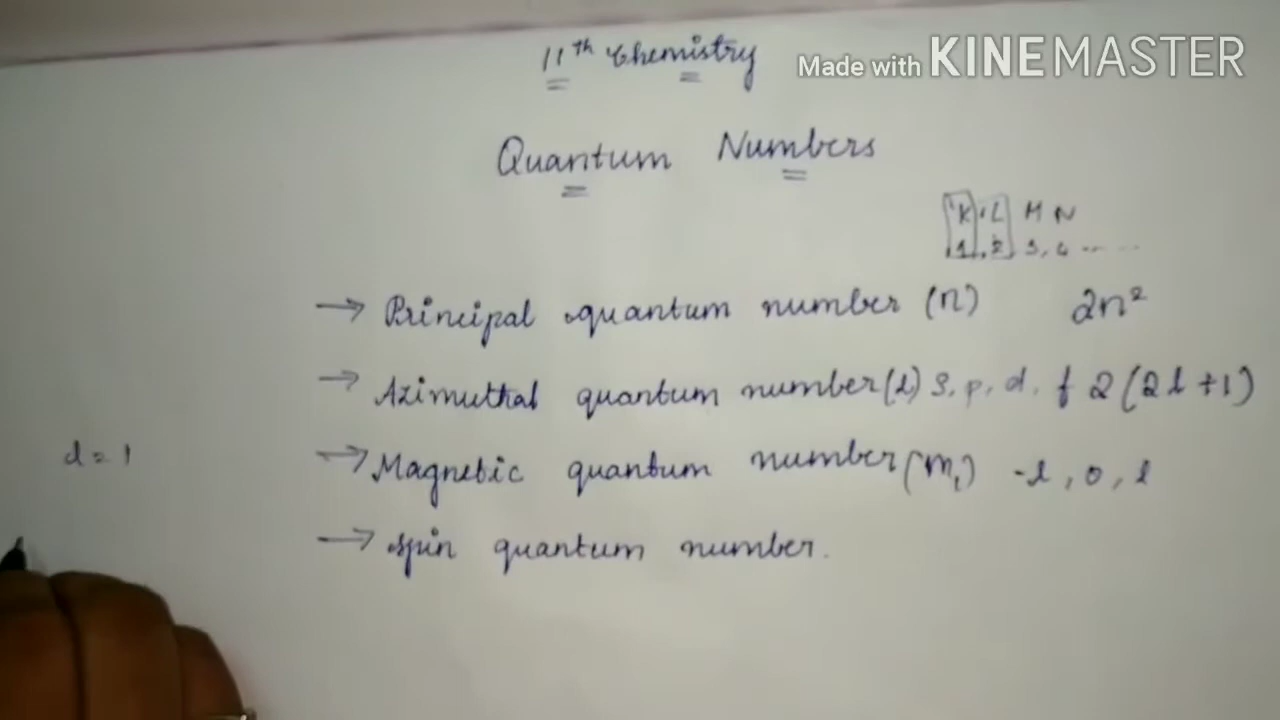 11th Chemistry
Made with KINEMASTER
Quantum Numbers
K, L M N
1, 2, 3, 4 ... ...
→ Principal quantum number (n) 2n²
→ Azimuthal quantum number (l) s, p, d, f 2(2l+1)
l = 1
→ Magnetic quantum number (ml) -l, 0, l
→ spin quantum number.